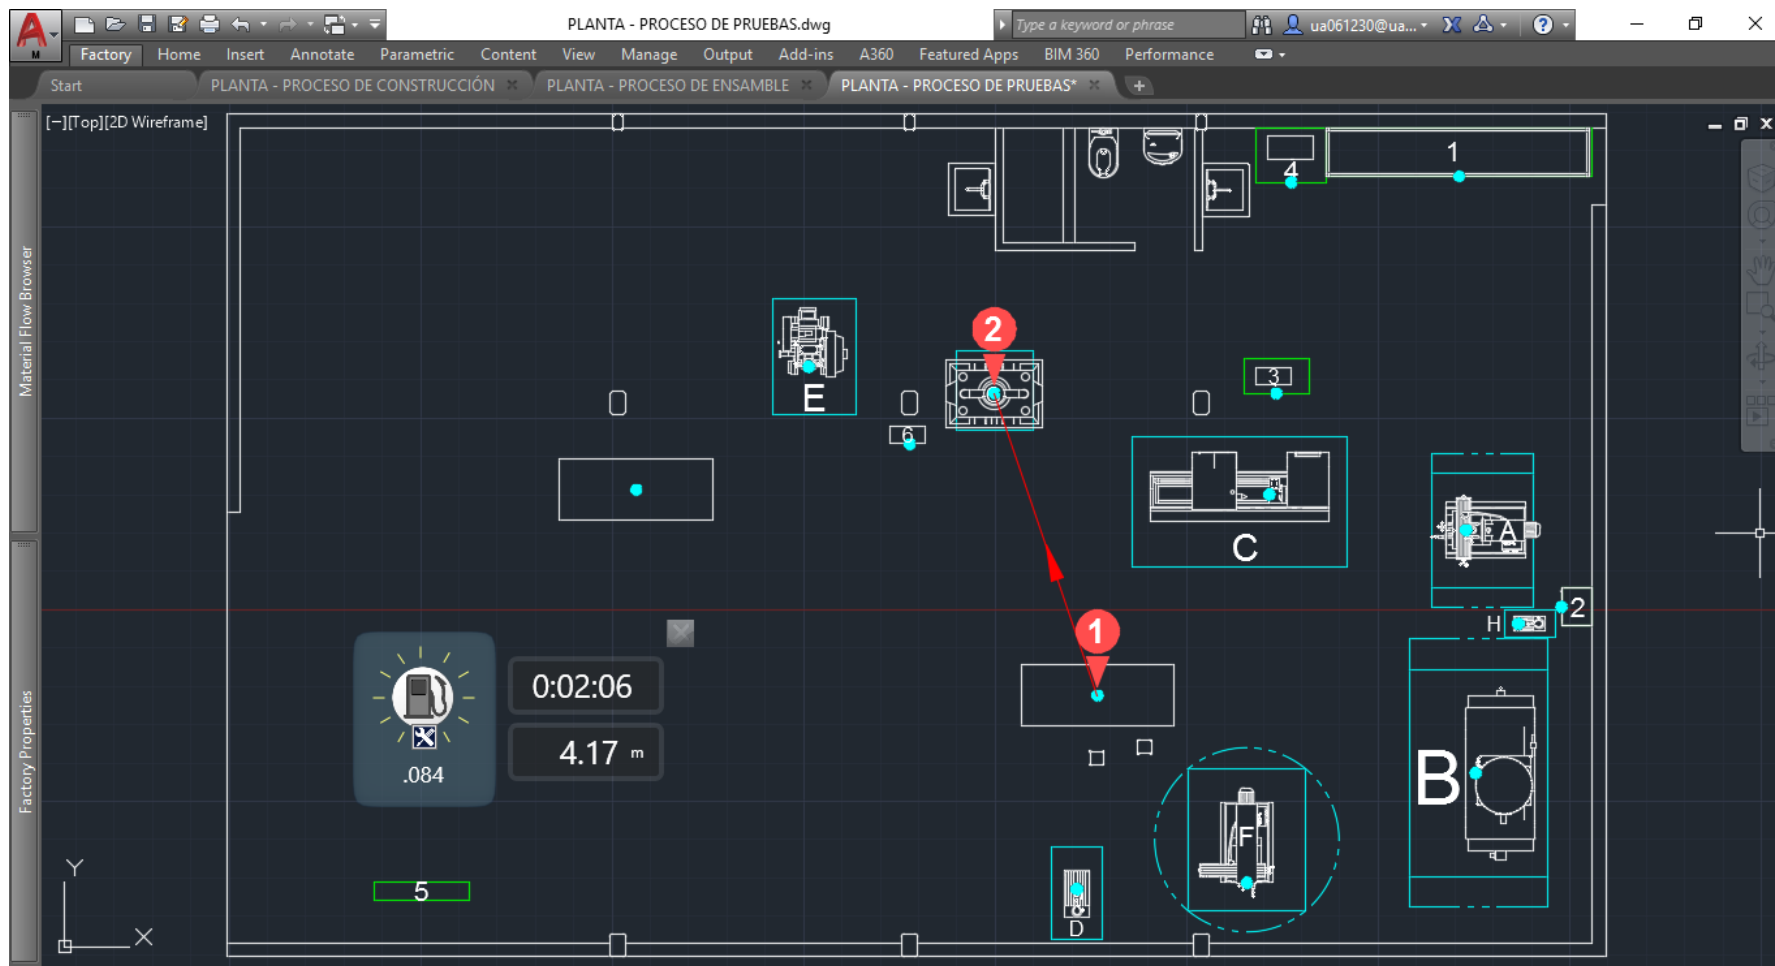 PLANTA - PROCESO DE PRUEBAS.dwg
Type a keyword or phrase
ua061230@ua...
M
Factory Home Insert Annotate Parametric Content View Manage Output Add-ins A360 Featured Apps BIM 360 Performance
Start
PLANTA - PROCESO DE CONSTRUCCIÓN
PLANTA - PROCESO DE ENSAMBLE
PLANTA - PROCESO DE PRUEBAS*
[−][Top][2D Wireframe]
Material Flow Browser
Factory Properties
1
4
2
E
3
6
C
A
2
H
1
0:02:06
4.17 m
.084
B
F
D
5
Y
X